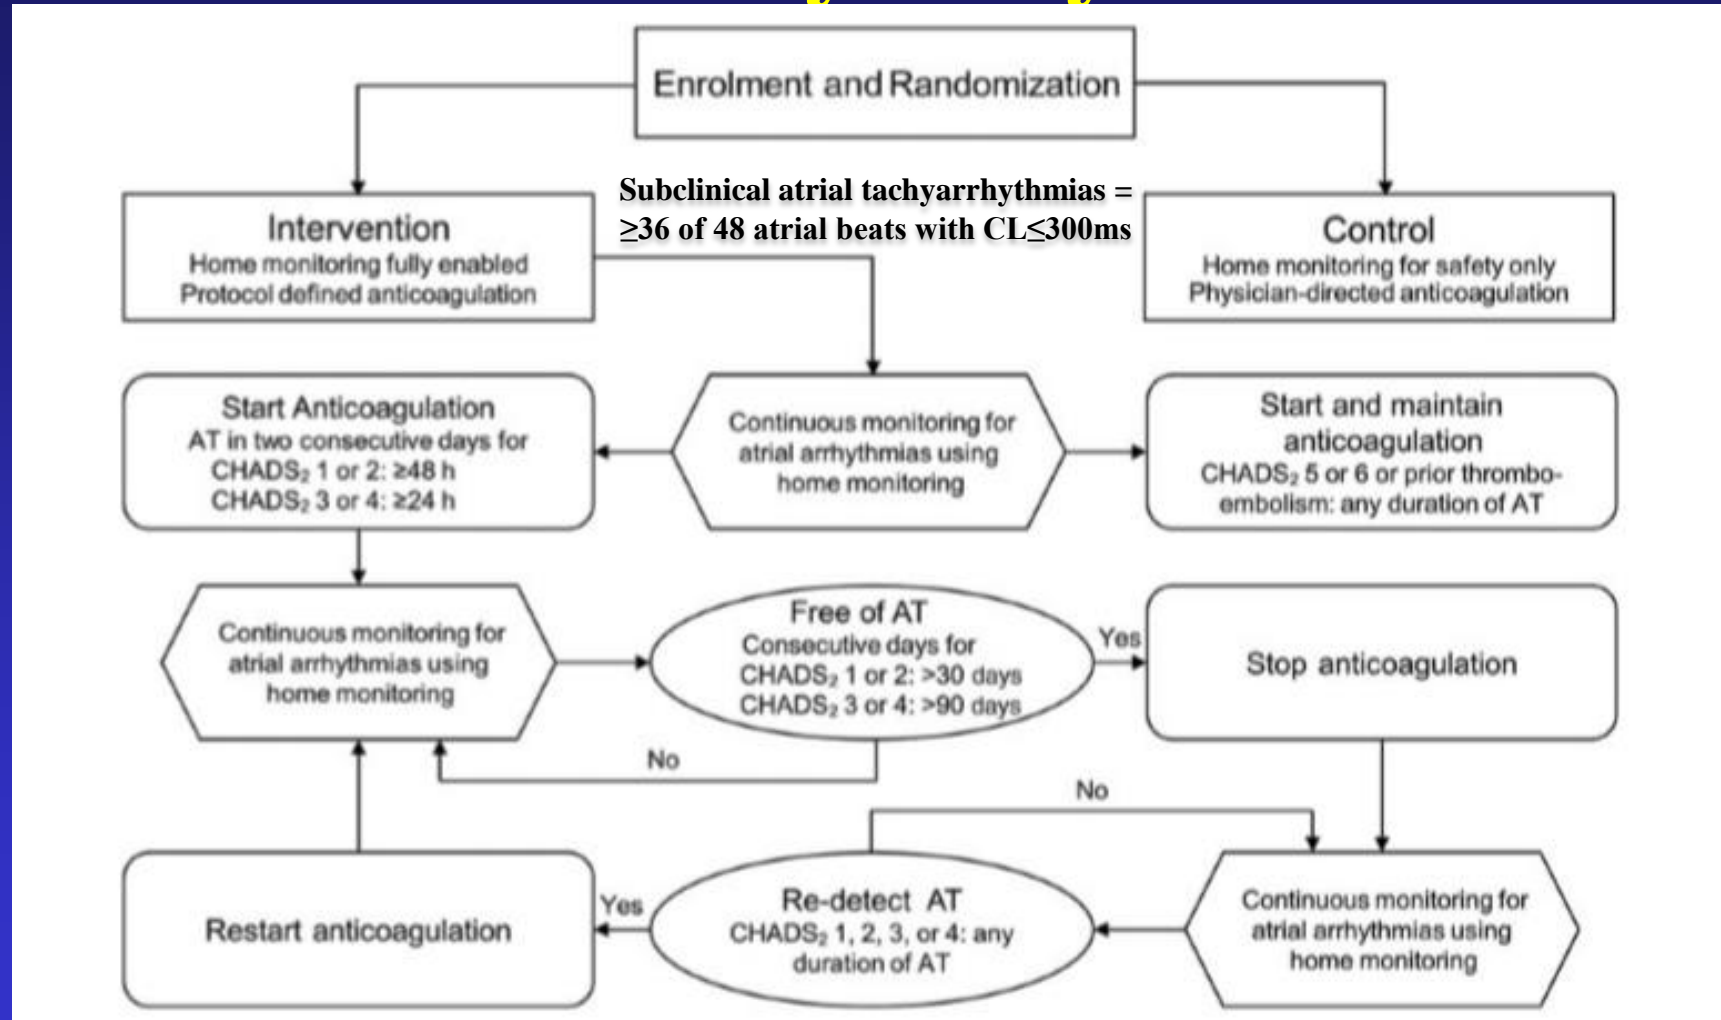 Enrolment and Randomization
Subclinical atrial tachyarrhythmias =
≥36 of 48 atrial beats with CL≤300ms
Intervention
Home monitoring fully enabled
Protocol defined anticoagulation
Control
Home monitoring for safety only
Physician-directed anticoagulation
Start Anticoagulation
AT in two consecutive days for
CHADS₂ 1 or 2: ≥48 h
CHADS₂ 3 or 4: ≥24 h
Continuous monitoring for
atrial arrhythmias using
home monitoring
Start and maintain
anticoagulation
CHADS₂ 5 or 6 or prior thrombo-
embolism: any duration of AT
Continuous monitoring for
atrial arrhythmias using
home monitoring
Free of AT
Consecutive days for
CHADS₂ 1 or 2: >30 days
CHADS₂ 3 or 4: >90 days
Yes
Stop anticoagulation
No
No
Restart anticoagulation
Yes
Re-detect AT
CHADS₂ 1, 2, 3, or 4: any
duration of AT
Continuous monitoring for
atrial arrhythmias using
home monitoring